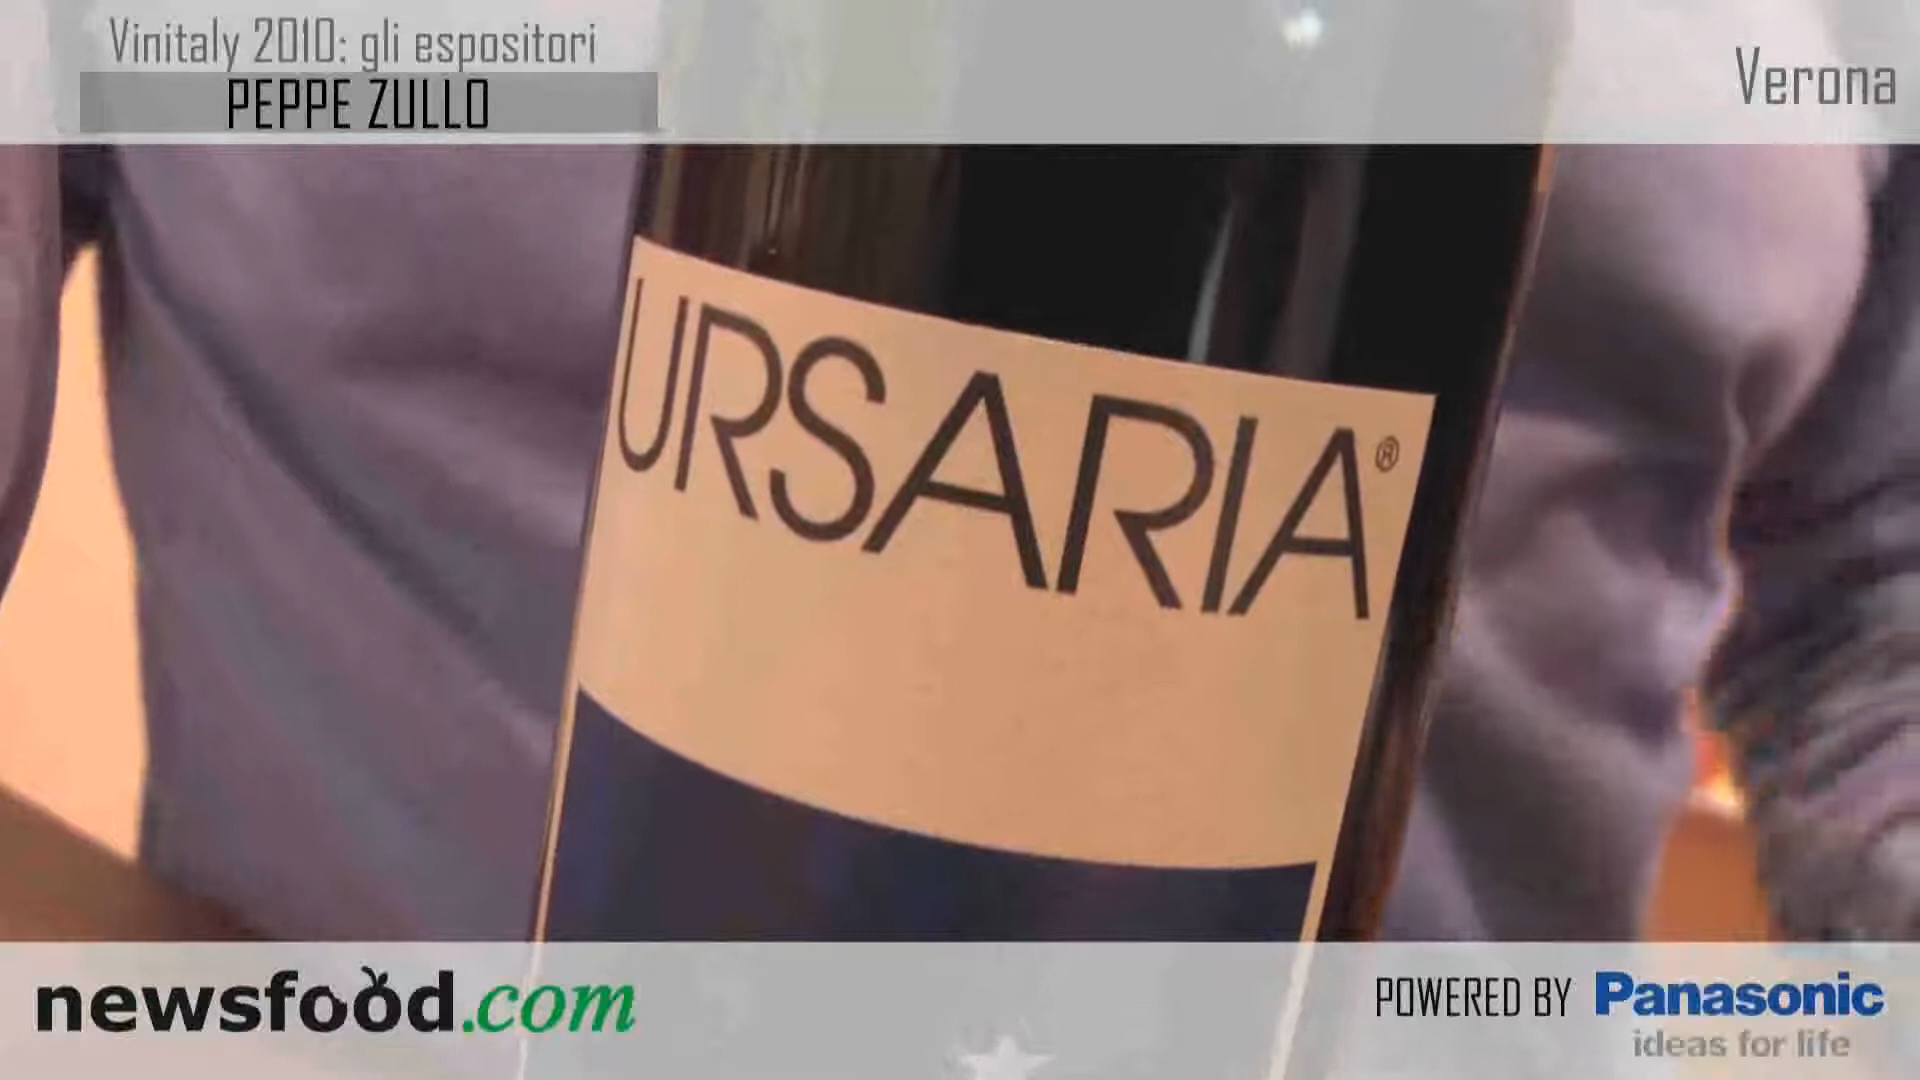 Vinitaly 2010: gli espositori
PEPPE ZULLO
Verona
URSARIA®
newsfood.com
POWERED BY Panasonic
ideas for life